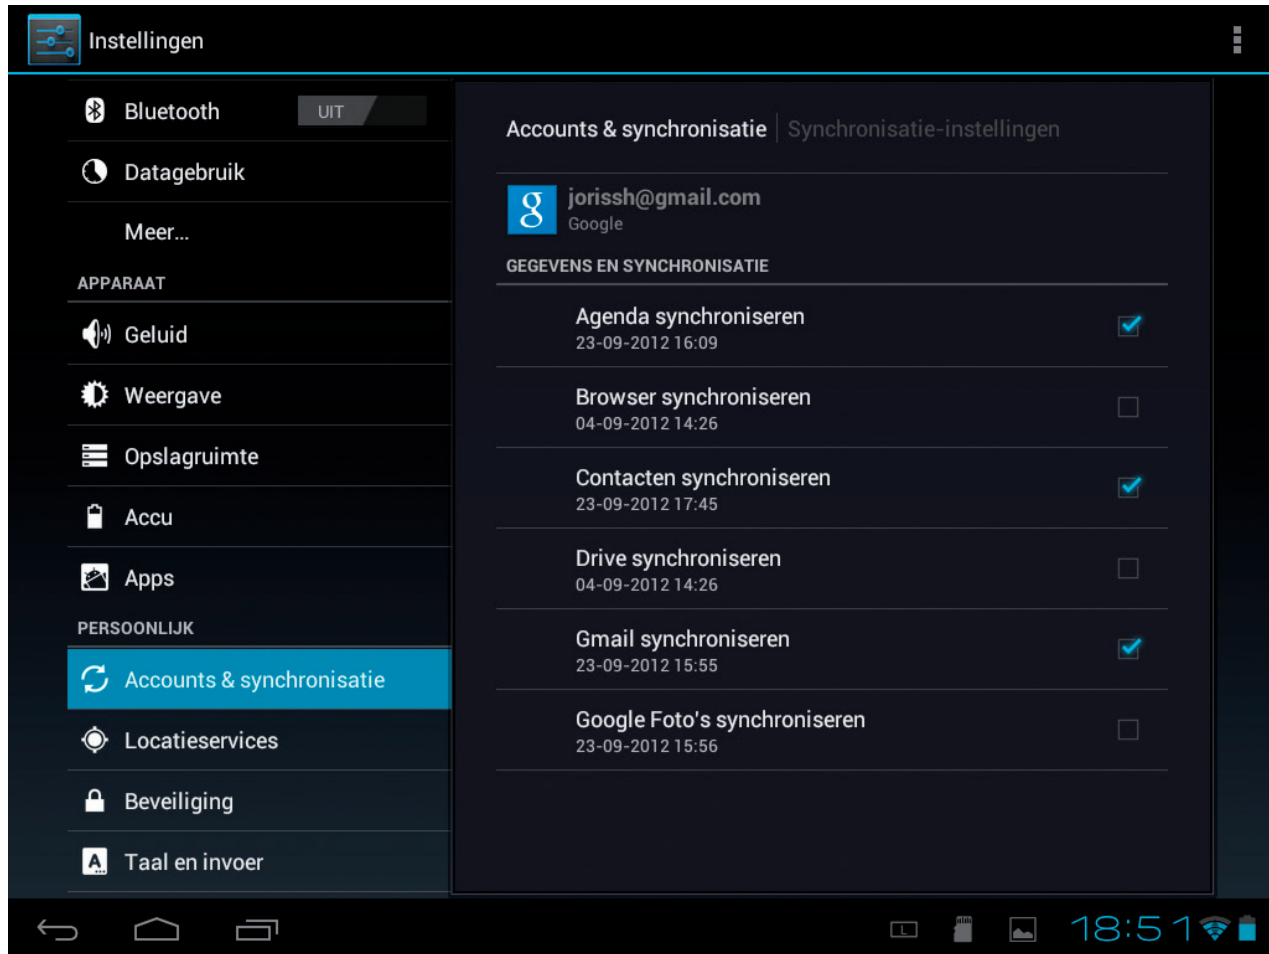 Instellingen
Bluetooth
UIT
Datagebruik
Meer...
APPARAAT
Geluid
Weergave
Opslagruimte
Accu
Apps
PERSOONLIJK
Accounts & synchronisatie
Locatieservices
Beveiliging
Taal en invoer
Accounts & synchronisatie
Synchronisatie-instellingen
g
jorissh@gmail.com
Google
GEGEVENS EN SYNCHRONISATIE
Agenda synchroniseren
23-09-2012 16:09
Browser synchroniseren
04-09-2012 14:26
Contacten synchroniseren
23-09-2012 17:45
Drive synchroniseren
04-09-2012 14:26
Gmail synchroniseren
23-09-2012 15:55
Google Foto's synchroniseren
23-09-2012 15:56
L
18:51